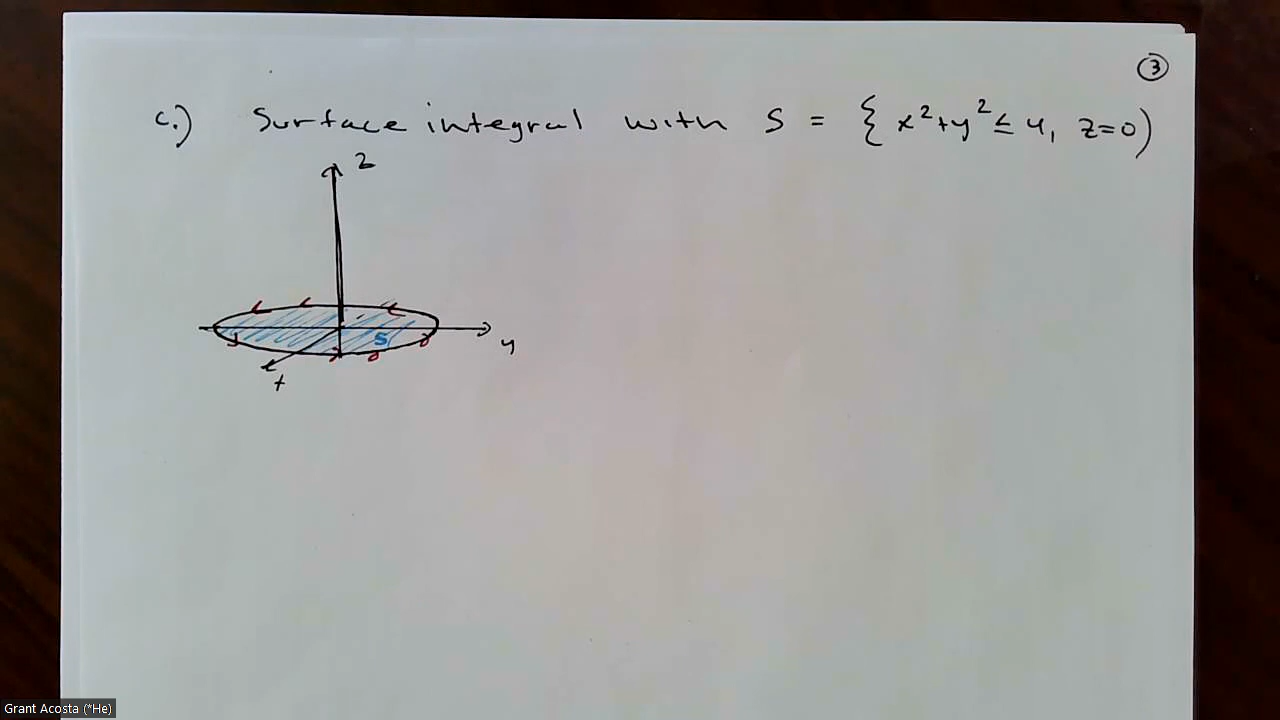 ③
c.) Surface integral with S = { x²+y² ≤ 4, z=0)
z
S
y
x
Grant Acosta (*He)